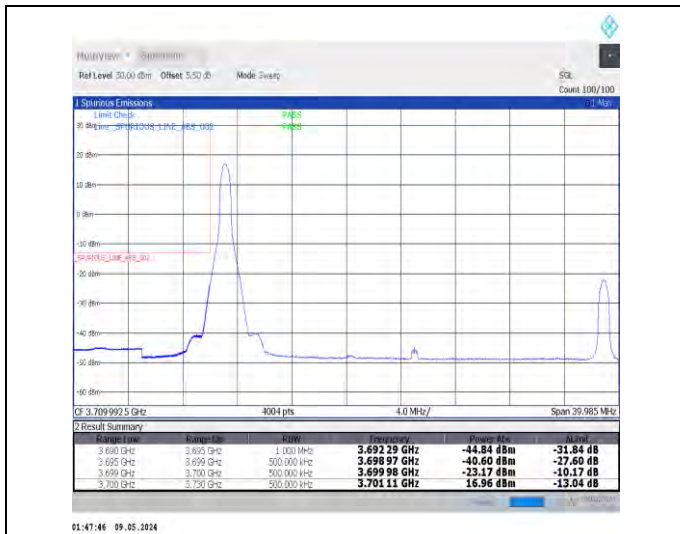 MultiView
Spectrum
Ref Level 30.00 dBm Offset 5.50 dB Mode Sweep
SGL
Count 100/100
1 Spurious Emissions
Limit Check PASS
Line _SPURIOUS_LINE_ABS_002 PASS
30 dBm
20 dBm
10 dBm
0 dBm
-10 dBm
_SPURIOUS_LINE_ABS_002
-20 dBm
-30 dBm
-40 dBm
-50 dBm
-60 dBm
CF 3.709 992 5 GHz 4004 pts 4.0 MHz/ Span 39.985 MHz
2 Result Summary
Range Low Range Up RBW Frequency Power Abs ΔLimit
3.690 GHz 3.695 GHz 1.000 MHz 3.692 29 GHz -44.84 dBm -31.84 dB
3.695 GHz 3.699 GHz 500.000 kHz 3.698 97 GHz -40.60 dBm -27.60 dB
3.699 GHz 3.700 GHz 500.000 kHz 3.699 98 GHz -23.17 dBm -10.17 dB
3.700 GHz 3.730 GHz 500.000 kHz 3.701 11 GHz 16.96 dBm -13.04 dB
01:47:46 09.05.2024